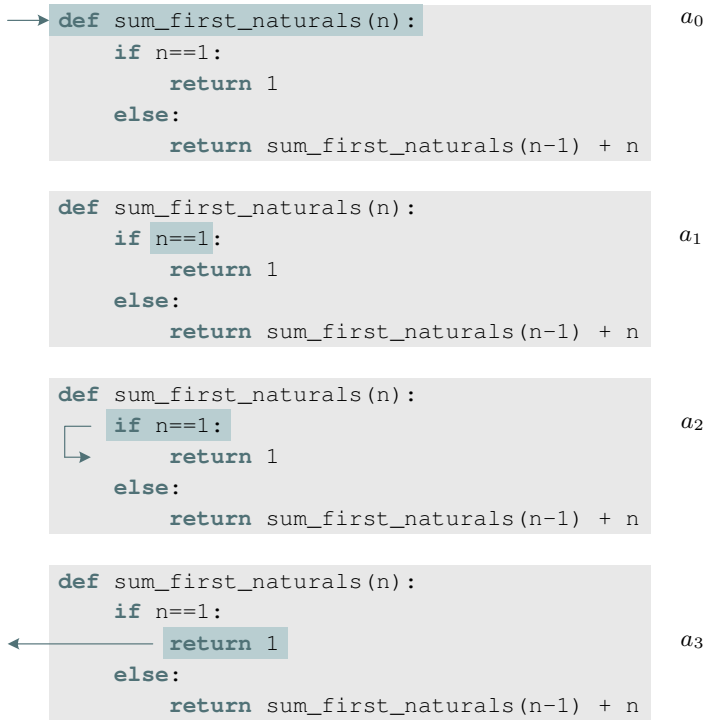 def sum_first_naturals(n): a0
    if n==1:
        return 1
    else:
        return sum_first_naturals(n-1) + n
def sum_first_naturals(n):
    if n==1: a1
        return 1
    else:
        return sum_first_naturals(n-1) + n
def sum_first_naturals(n):
    if n==1: a2
        return 1
    else:
        return sum_first_naturals(n-1) + n
def sum_first_naturals(n):
    if n==1:
        return 1 a3
    else:
        return sum_first_naturals(n-1) + n